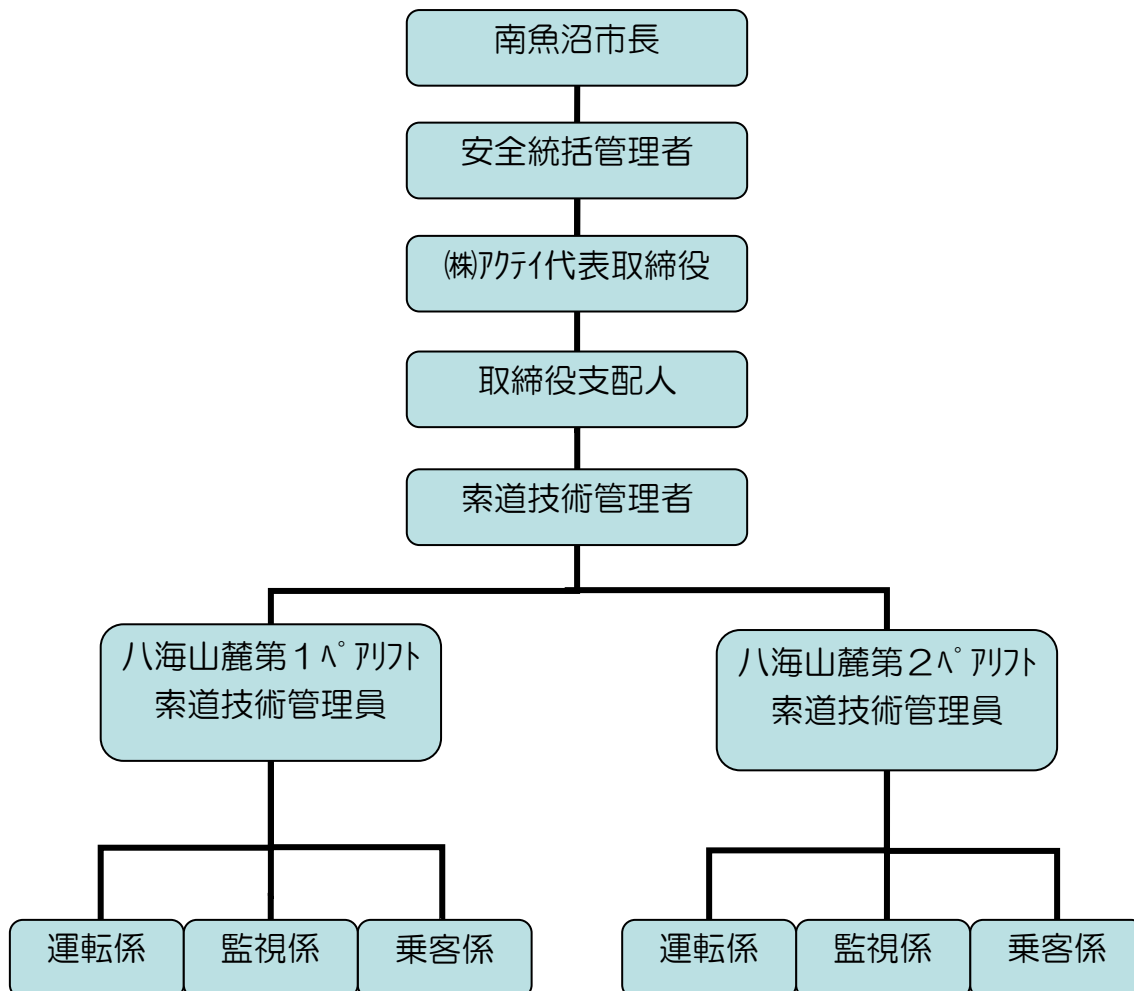 南魚沼市長
安全統括管理者
㈱ｱｸﾃｲ代表取締役
取締役支配人
索道技術管理者
八海山麓第１ﾍﾟｱﾘﾌﾄ
索道技術管理員
八海山麓第２ﾍﾟｱﾘﾌﾄ
索道技術管理員
運転係
監視係
乗客係
運転係
監視係
乗客係